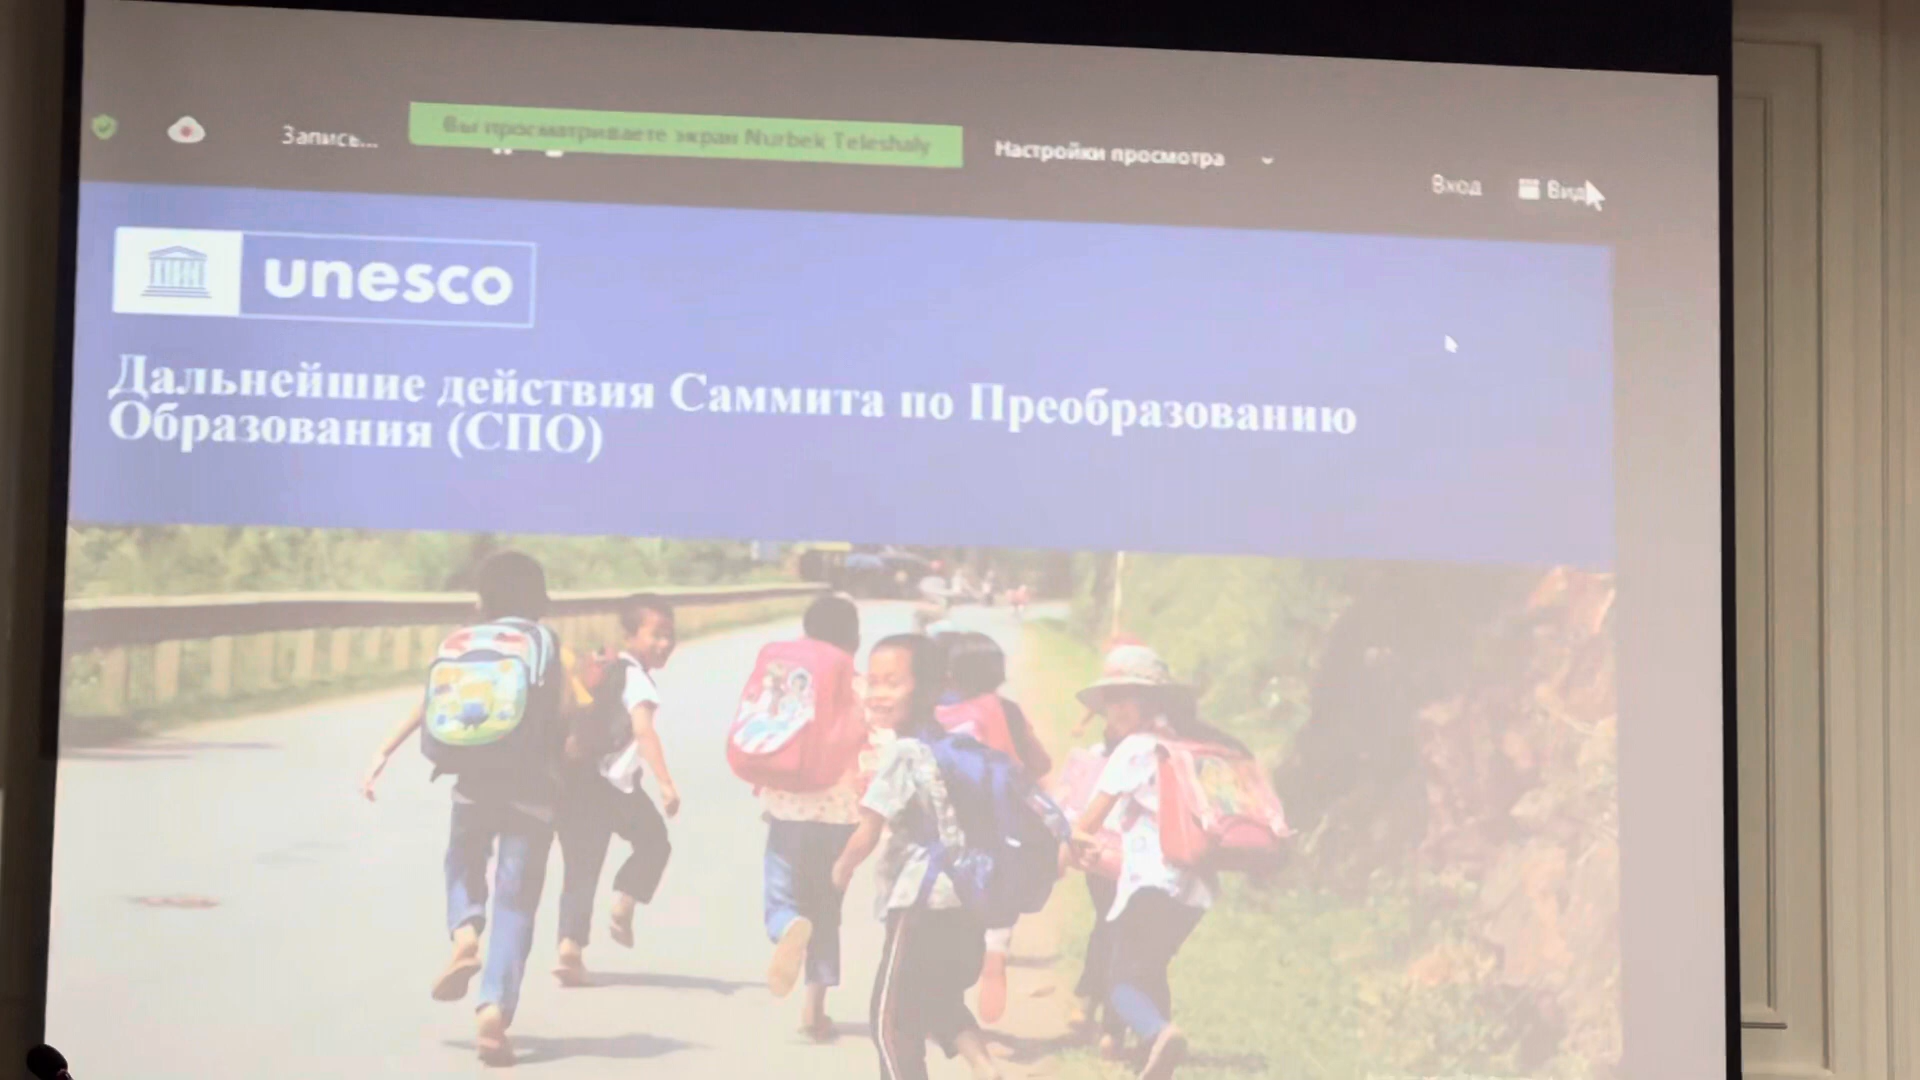 Запись...
Вы просматриваете экран Nurbek Teleshaly
Настройки просмотра
Вход
Вид
unesco
Дальнейшие действия Саммита по Преобразованию
Образования (СПО)